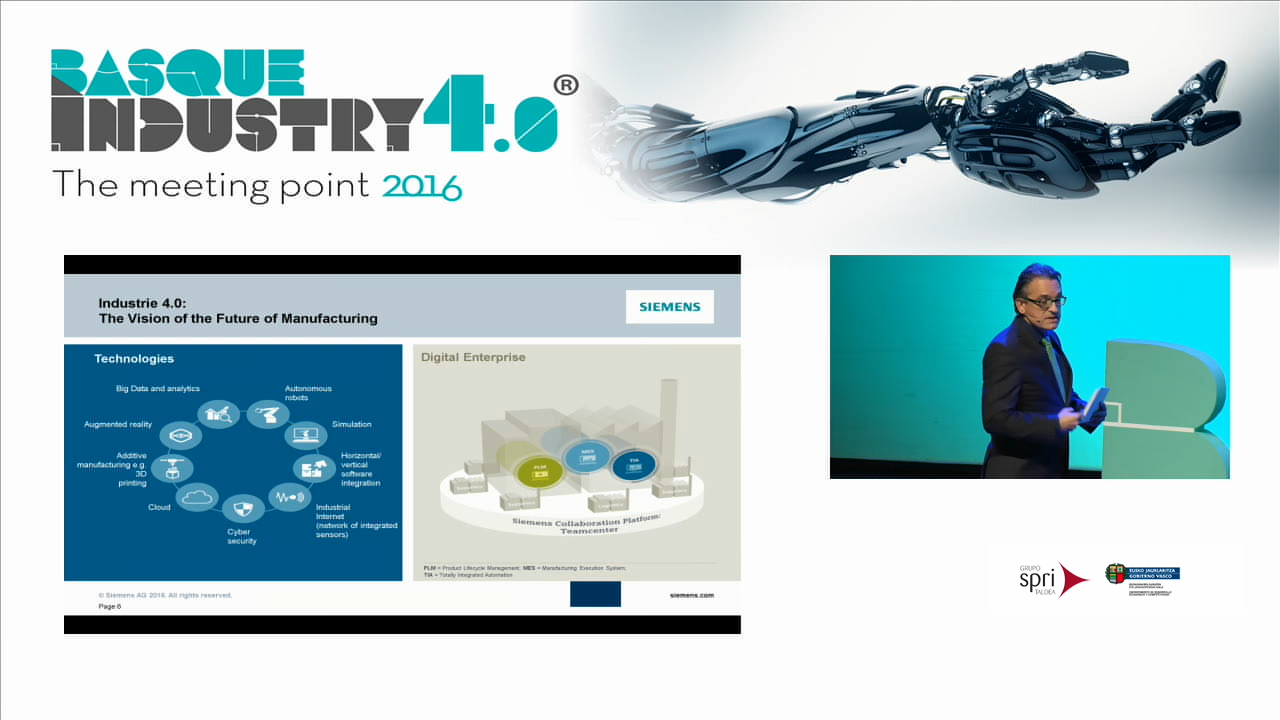 BASQUE
INDUSTRY 4.0®
The meeting point 2016
Industrie 4.0:
The Vision of the Future of Manufacturing
SIEMENS
Technologies
Big Data and analytics
Autonomous
robots
Augmented reality
Simulation
Additive
manufacturing e.g.
3D
printing
Horizontal/
vertical
software
integration
Cloud
Industrial
Internet
(network of integrated
sensors)
Cyber
security
Digital Enterprise
PLM
MES
TIA
Siemens Collaboration Platform:
Teamcenter
PLM = Product Lifecycle Management; MES = Manufacturing Execution System;
TIA = Totally Integrated Automation
© Siemens AG 2016. All rights reserved.
Page 6
siemens.com
GRUPO
spri
TALDEA
EUSKO JAURLARITZA
GOBIERNO VASCO